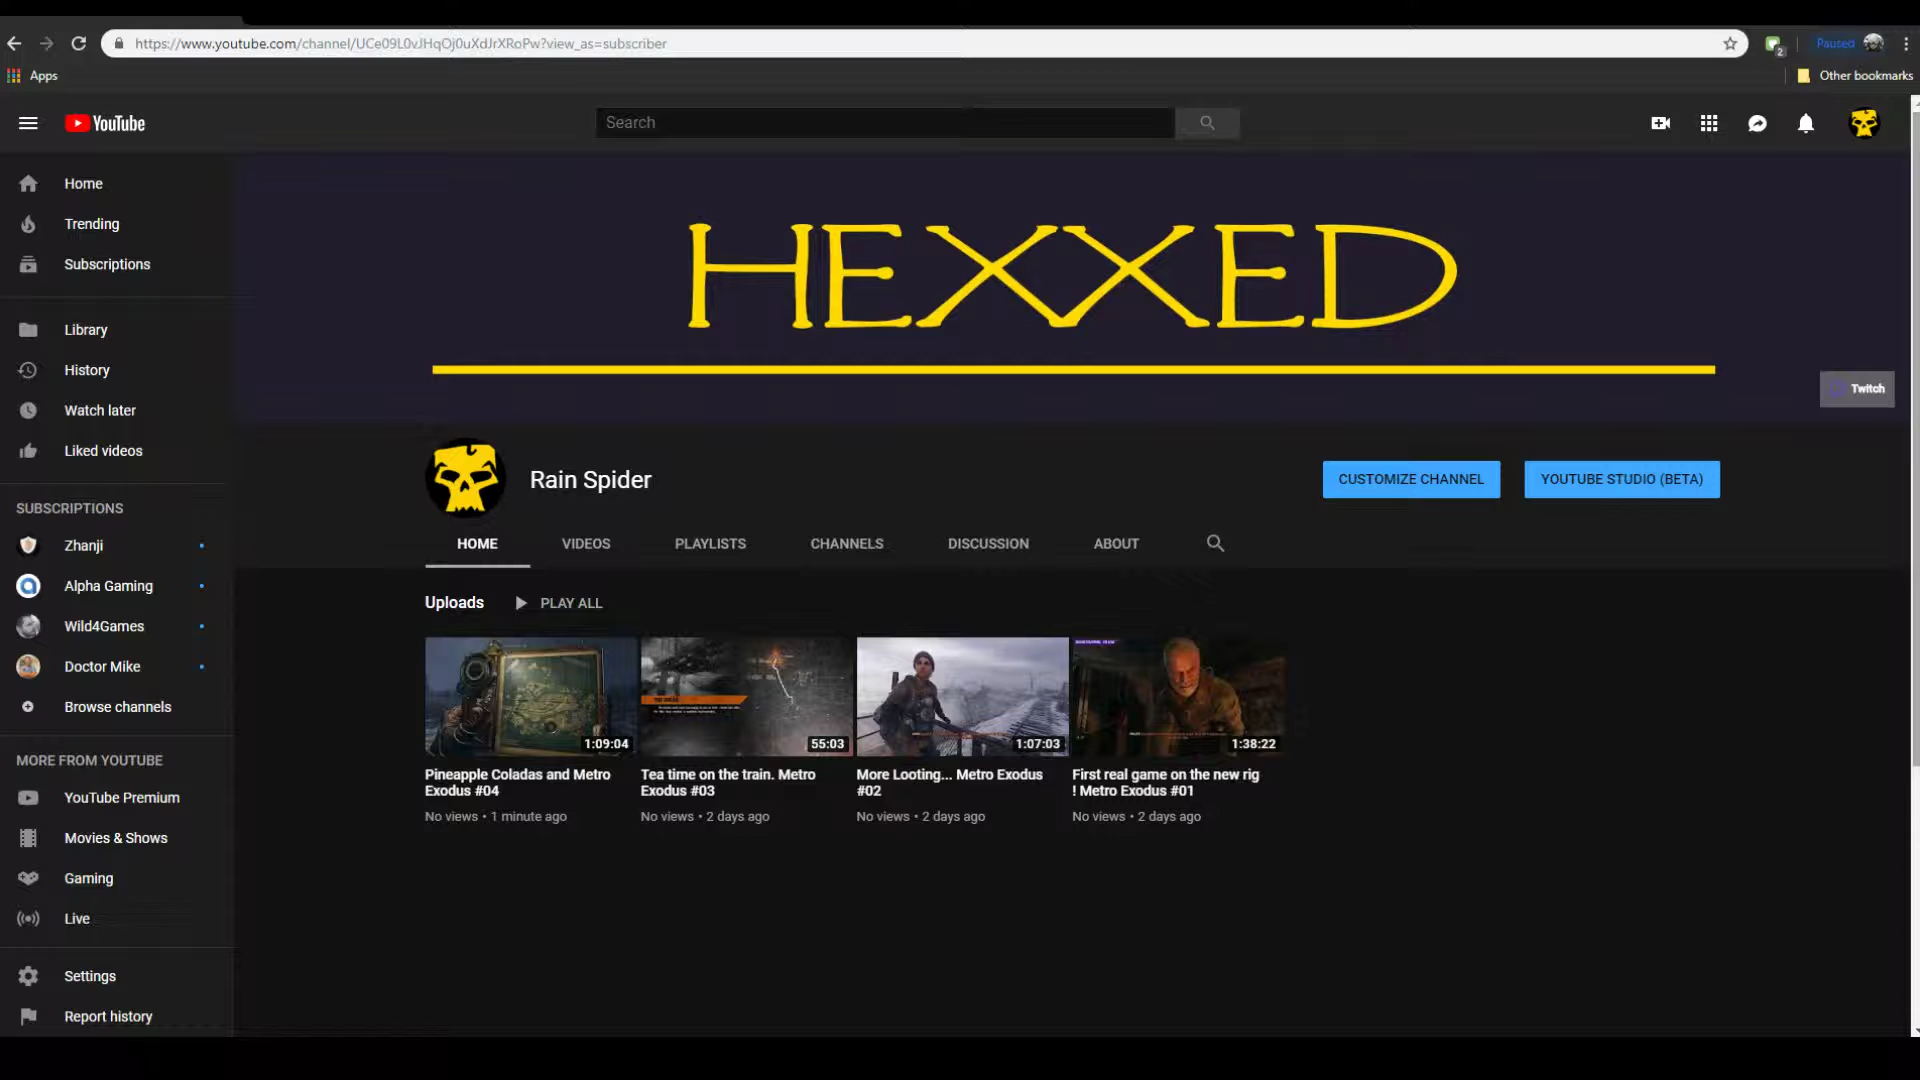 https://www.youtube.com/channel/UCe09L0vJHqOj0uXdJrXRoPw?view_as=subscriber
2
Paused
Apps
Other bookmarks
YouTube
Search
Home
Trending
Subscriptions
HEXXED
Library
History
Twitch
Watch later
Liked videos
Rain Spider
CUSTOMIZE CHANNEL
YOUTUBE STUDIO (BETA)
SUBSCRIPTIONS
HOME
VIDEOS
PLAYLISTS
CHANNELS
DISCUSSION
ABOUT
Zhanji
Alpha Gaming
Uploads
PLAY ALL
Wild4Games
Doctor Mike
Browse channels
1:09:04
55:03
1:07:03
1:38:22
MORE FROM YOUTUBE
Pineapple Coladas and Metro
Exodus #04
No views • 1 minute ago
Tea time on the train. Metro
Exodus #03
No views • 2 days ago
More Looting... Metro Exodus
#02
No views • 2 days ago
First real game on the new rig
! Metro Exodus #01
No views • 2 days ago
YouTube Premium
Movies & Shows
Gaming
Live
Settings
Report history